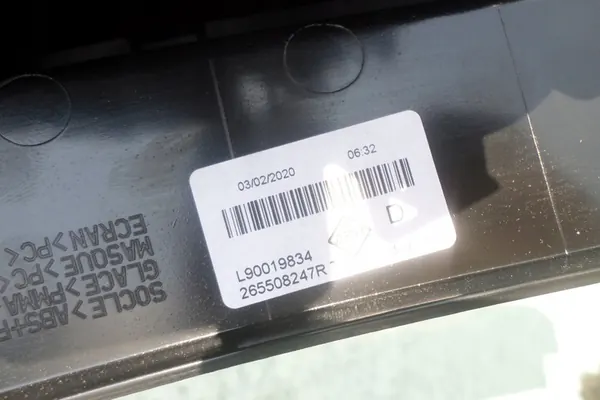 03/02/2020 06:32
L90019834
265508247R -
D
SOCLE>ABS+P
GLACE>PMMA
MASQUE>PC<
ECRAN>PC<